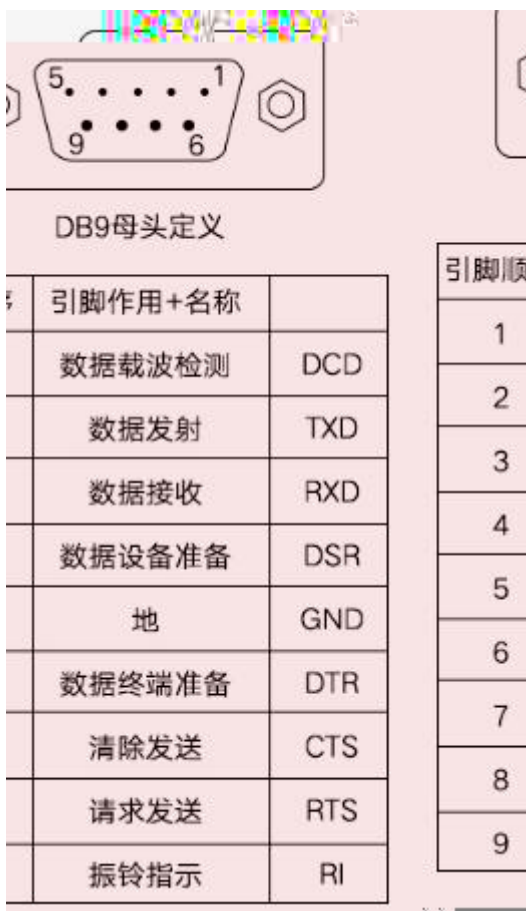 5 1
9 6
DB9母头定义
引脚作用+名称
数据载波检测 DCD
数据发射 TXD
数据接收 RXD
数据设备准备 DSR
地 GND
数据终端准备 DTR
清除发送 CTS
请求发送 RTS
振铃指示 RI
引脚顺
1
2
3
4
5
6
7
8
9